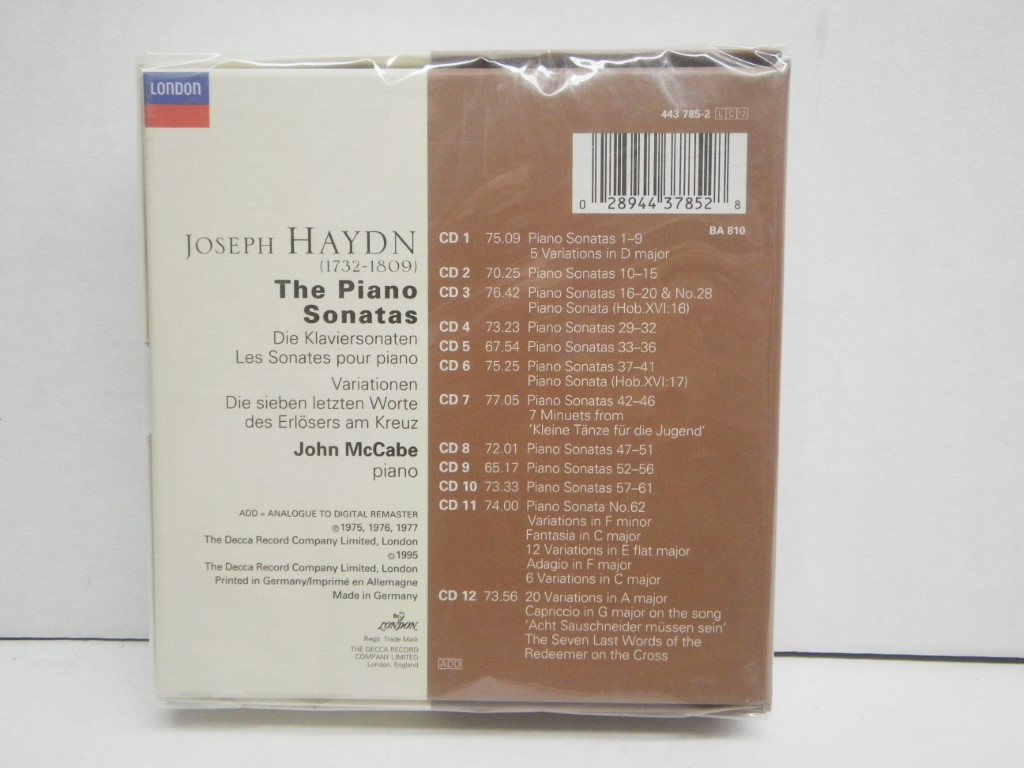 LONDON
JOSEPH HAYDN
(1732-1809)
The Piano
Sonatas
Die Klaviersonaten
Les Sonates pour piano
Variationen
Die sieben letzten Worte
des Erlösers am Kreuz
John McCabe
piano
ADD = ANALOGUE TO DIGITAL REMASTER
℗ 1975, 1976, 1977
The Decca Record Company Limited, London
© 1995
The Decca Record Company Limited, London
Printed in Germany/Imprimé en Allemagne
Made in Germany
LONDON
Regd. Trade Mark
THE DECCA RECORD
COMPANY LIMITED
London, England
443 785-2 LC
0 28944 37852 8
BA 810
CD 1 75.09 Piano Sonatas 1–9
5 Variations in D major
CD 2 70.25 Piano Sonatas 10–15
CD 3 76.42 Piano Sonatas 16–20 & No.28
Piano Sonata (Hob.XVI:16)
CD 4 73.23 Piano Sonatas 29–32
CD 5 67.54 Piano Sonatas 33–36
CD 6 75.25 Piano Sonatas 37–41
Piano Sonata (Hob.XVI:17)
CD 7 77.05 Piano Sonatas 42–46
7 Minuets from
'Kleine Tänze für die Jugend'
CD 8 72.01 Piano Sonatas 47–51
CD 9 65.17 Piano Sonatas 52–56
CD 10 73.33 Piano Sonatas 57–61
CD 11 74.00 Piano Sonata No.62
Variations in F minor
Fantasia in C major
12 Variations in E flat major
Adagio in F major
6 Variations in C major
CD 12 73.56 20 Variations in A major
Capriccio in G major on the song
'Acht Sauschneider müssen sein'
The Seven Last Words of the
Redeemer on the Cross
ADD